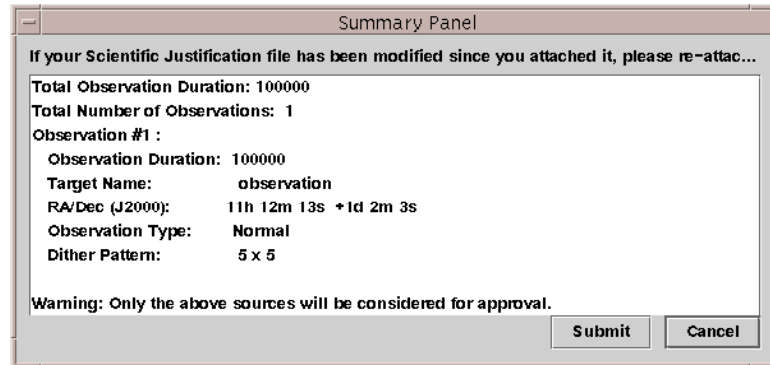 Summary Panel
If your Scientific Justification file has been modified since you attached it, please re-attac...
Total Observation Duration: 100000
Total Number of Observations: 1
Observation #1 :
Observation Duration: 100000
Target Name: observation
RA/Dec (J2000): 11h 12m 13s +1d 2m 3s
Observation Type: Normal
Dither Pattern: 5 x 5
Warning: Only the above sources will be considered for approval.
Submit Cancel